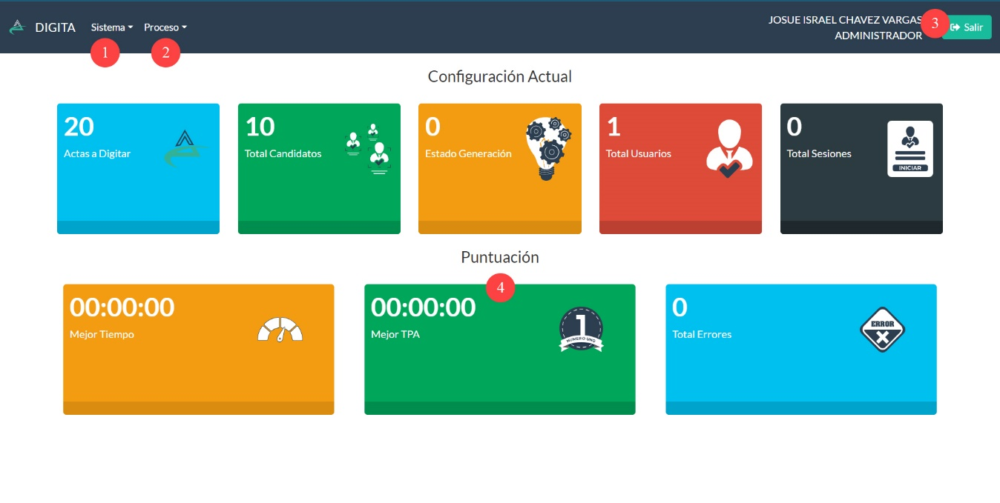 DIGITA Sistema Proceso
JOSUE ISRAEL CHAVEZ VARGAS
ADMINISTRADOR
3
Salir
1
2
Configuración Actual
20
Actas a Digitar
10
Total Candidatos
0
Estado Generación
1
Total Usuarios
0
Total Sesiones
INICIAR
Puntuación
4
00:00:00
Mejor Tiempo
00:00:00
Mejor TPA
1
NUMERO UNO
0
Total Errores
ERROR